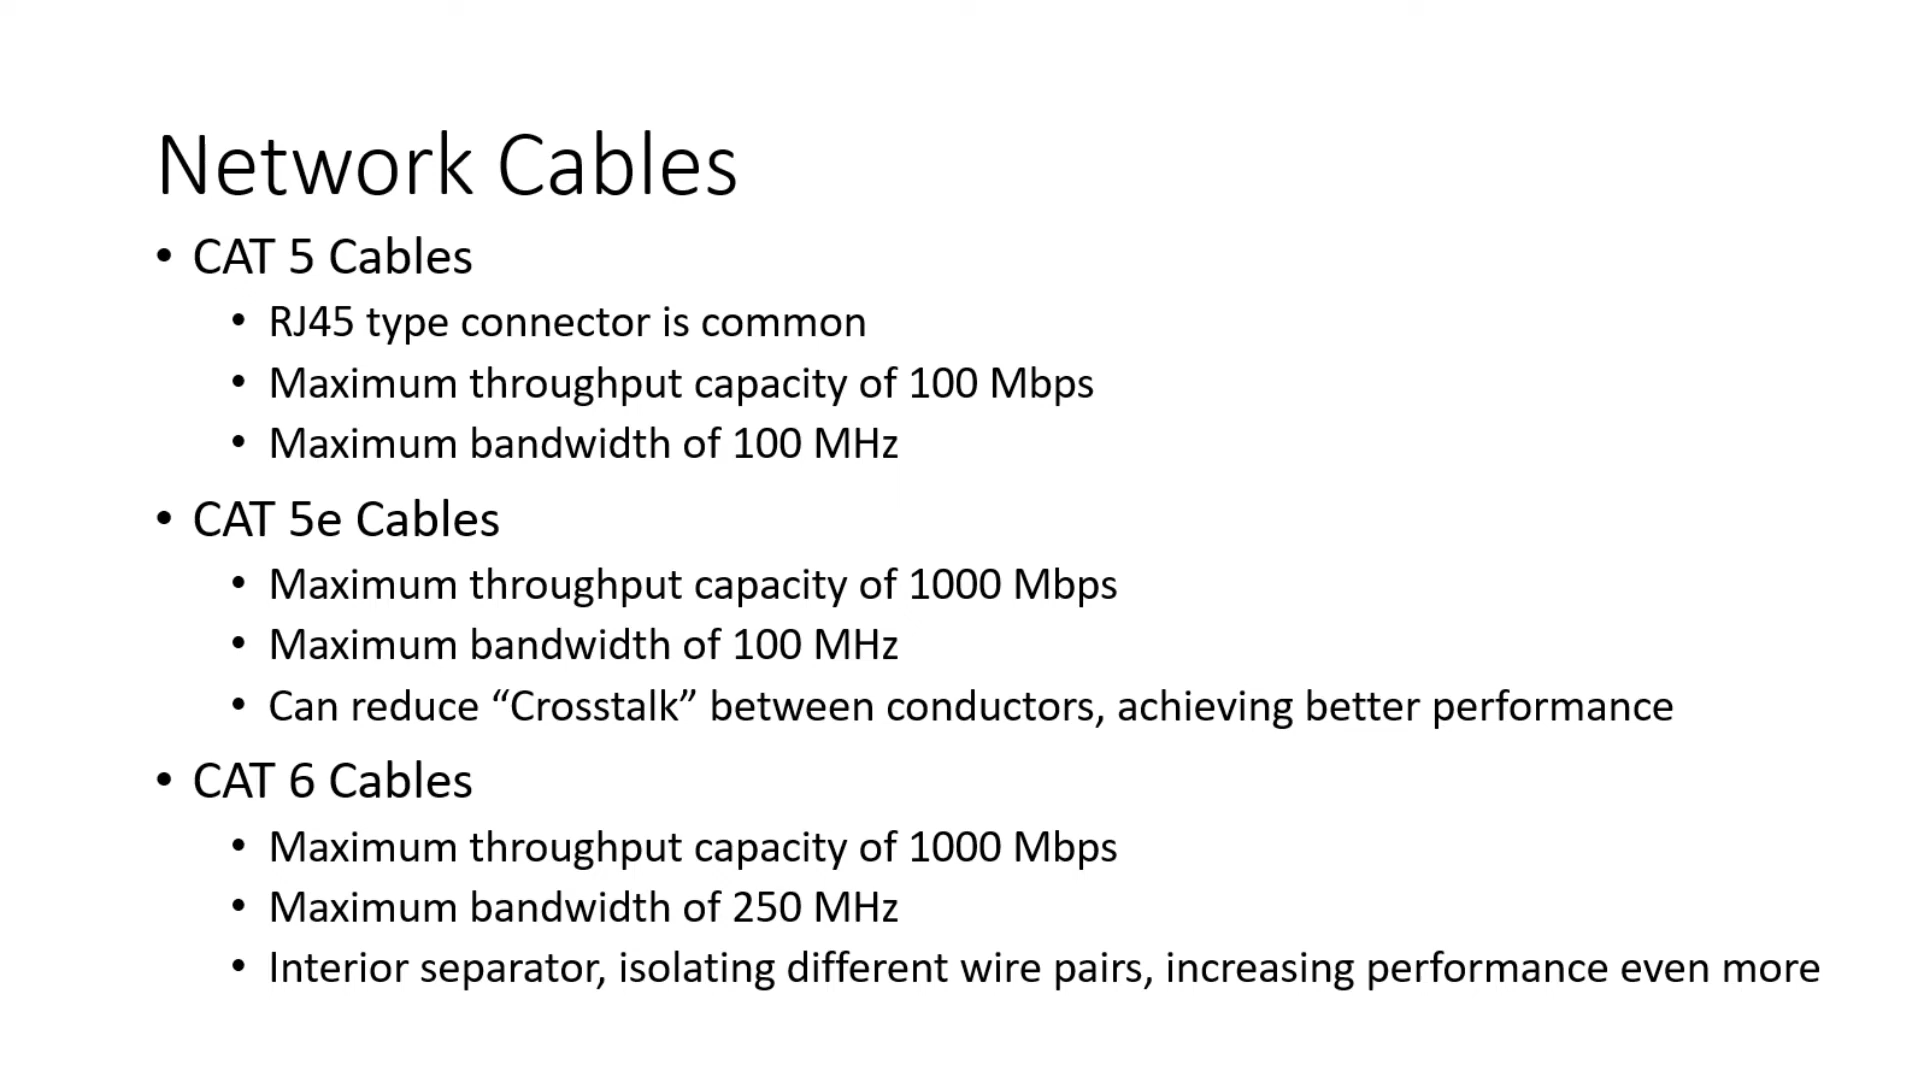 Network Cables
• CAT 5 Cables
• RJ45 type connector is common
• Maximum throughput capacity of 100 Mbps
• Maximum bandwidth of 100 MHz
• CAT 5e Cables
• Maximum throughput capacity of 1000 Mbps
• Maximum bandwidth of 100 MHz
• Can reduce “Crosstalk” between conductors, achieving better performance
• CAT 6 Cables
• Maximum throughput capacity of 1000 Mbps
• Maximum bandwidth of 250 MHz
• Interior separator, isolating different wire pairs, increasing performance even more